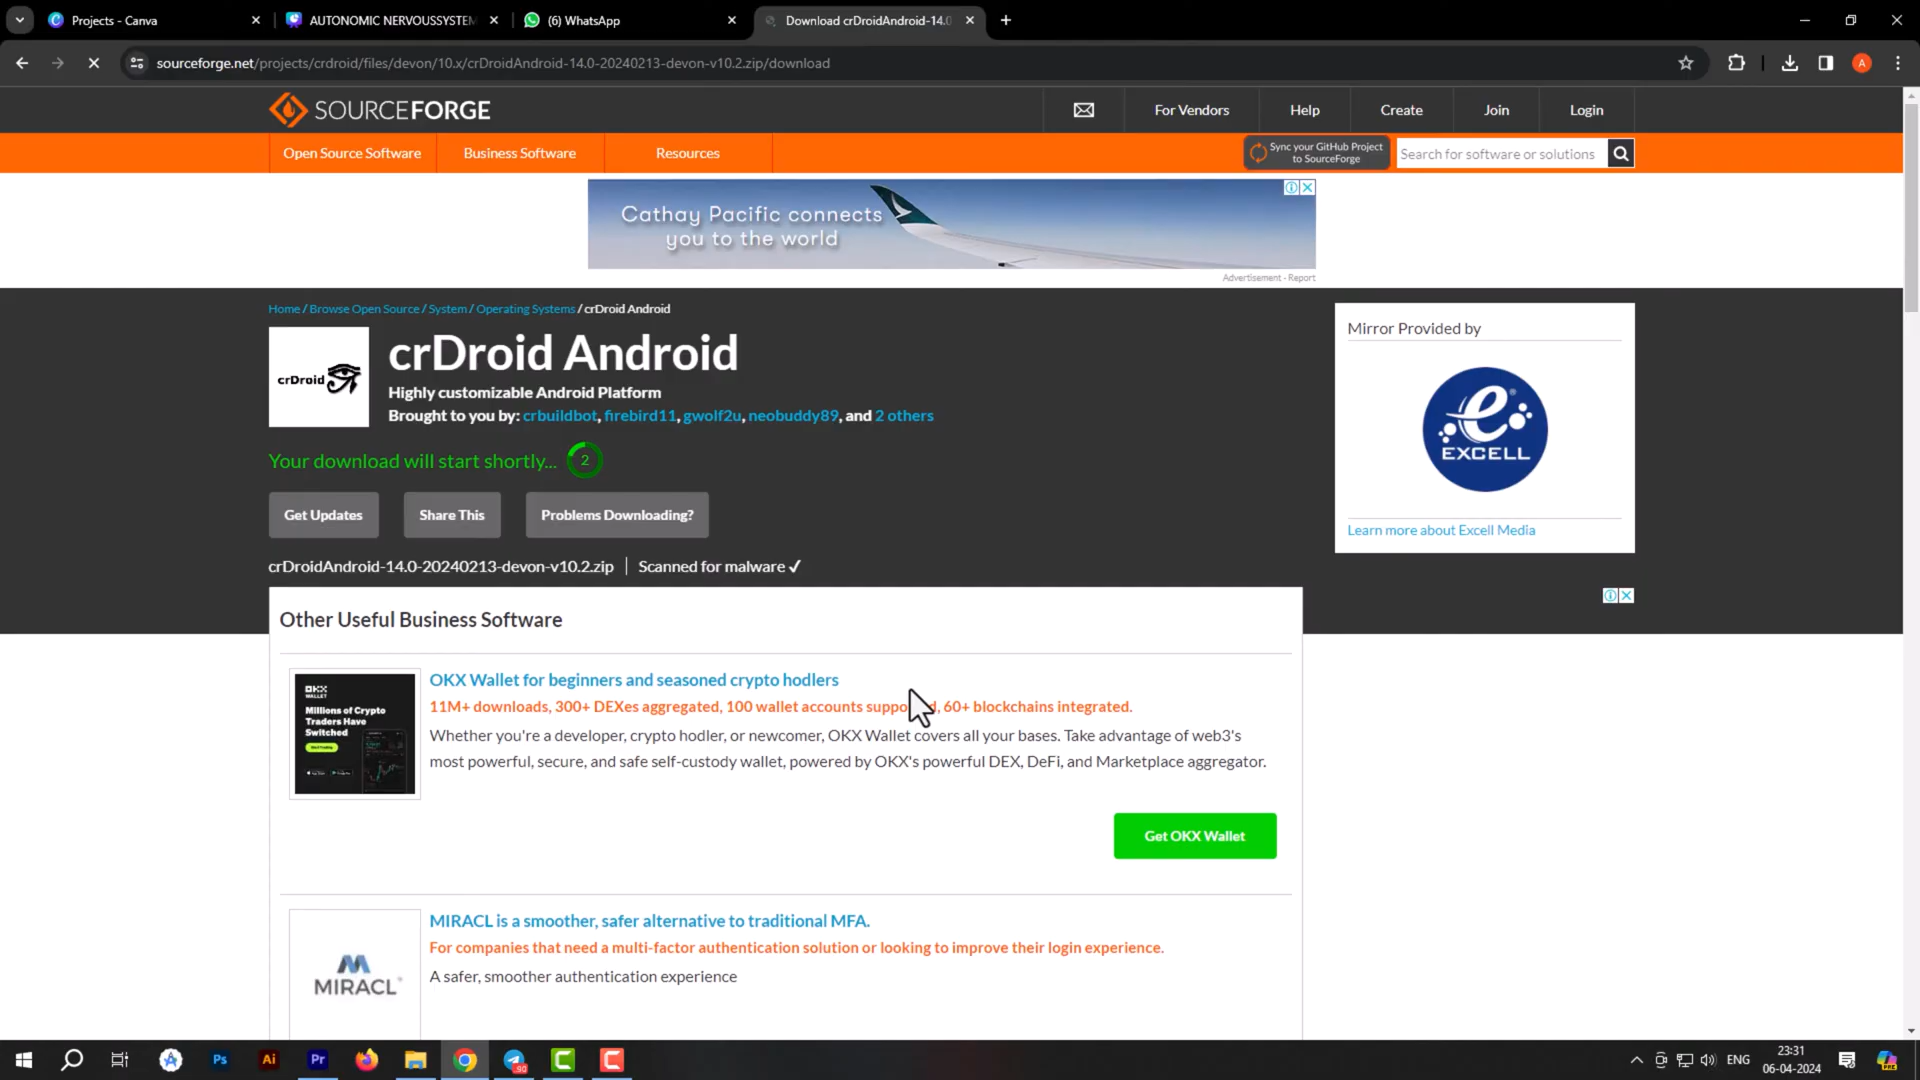 Projects - Canva
AUTONOMIC NERVOUSSYSTEM
(6) WhatsApp
Download crDroidAndroid-14.0
sourceforge.net/projects/crdroid/files/devon/10.x/crDroidAndroid-14.0-20240213-devon-v10.2.zip/download
A
SOURCEFORGE
For Vendors
Help
Create
Join
Login
Open Source Software
Business Software
Resources
Sync your GitHub Project
to SourceForge
Search for software or solutions
Cathay Pacific connects
you to the world
Advertisement - Report
Home / Browse Open Source / System / Operating Systems / crDroid Android
crDroid
crDroid Android
Highly customizable Android Platform
Brought to you by: crbuildbot, firebird11, gwolf2u, neobuddy89, and 2 others
Your download will start shortly... 2
Get Updates
Share This
Problems Downloading?
crDroidAndroid-14.0-20240213-devon-v10.2.zip
Scanned for malware ✓
Mirror Provided by
e
EXCELL
Learn more about Excell Media
Other Useful Business Software
OKX
WALLET
Millions of Crypto
Traders Have
Switched
OKX Wallet for beginners and seasoned crypto hodlers
11M+ downloads, 300+ DEXes aggregated, 100 wallet accounts suppo d, 60+ blockchains integrated.
Whether you're a developer, crypto hodler, or newcomer, OKX Wallet covers all your bases. Take advantage of web3's
most powerful, secure, and safe self-custody wallet, powered by OKX's powerful DEX, DeFi, and Marketplace aggregator.
Get OKX Wallet
MIRACL
MIRACL is a smoother, safer alternative to traditional MFA.
For companies that need a multi-factor authentication solution or looking to improve their login experience.
A safer, smoother authentication experience
Ps
Ai
Pr
90
C
C
ENG
23:31
06-04-2024
PRE